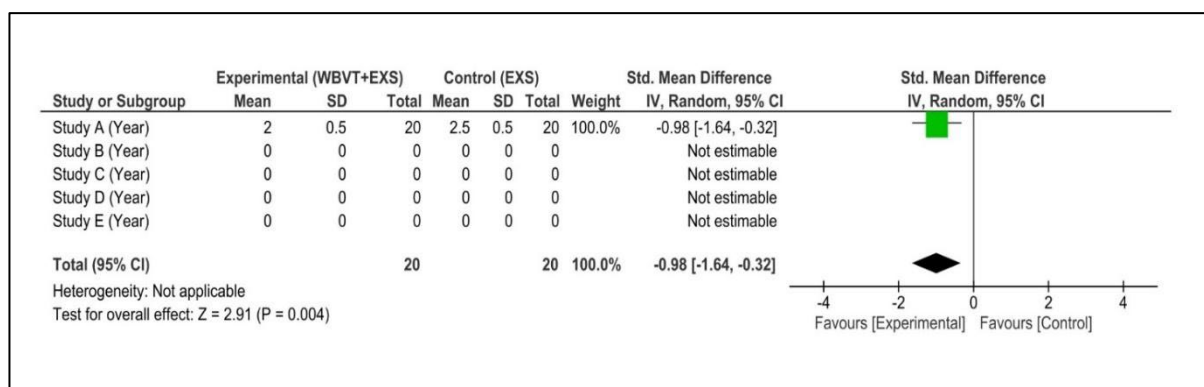 Experimental (WBVT+EXS) Control (EXS) Std. Mean Difference Std. Mean Difference
Study or Subgroup Mean SD Total Mean SD Total Weight IV, Random, 95% CI IV, Random, 95% CI
Study A (Year) 2 0.5 20 2.5 0.5 20 100.0% -0.98 [-1.64, -0.32]
Study B (Year) 0 0 0 0 0 0 Not estimable
Study C (Year) 0 0 0 0 0 0 Not estimable
Study D (Year) 0 0 0 0 0 0 Not estimable
Study E (Year) 0 0 0 0 0 0 Not estimable
Total (95% CI) 20 20 100.0% -0.98 [-1.64, -0.32]
Heterogeneity: Not applicable
Test for overall effect: Z = 2.91 (P = 0.004)
-4 -2 0 2 4
Favours [Experimental] Favours [Control]